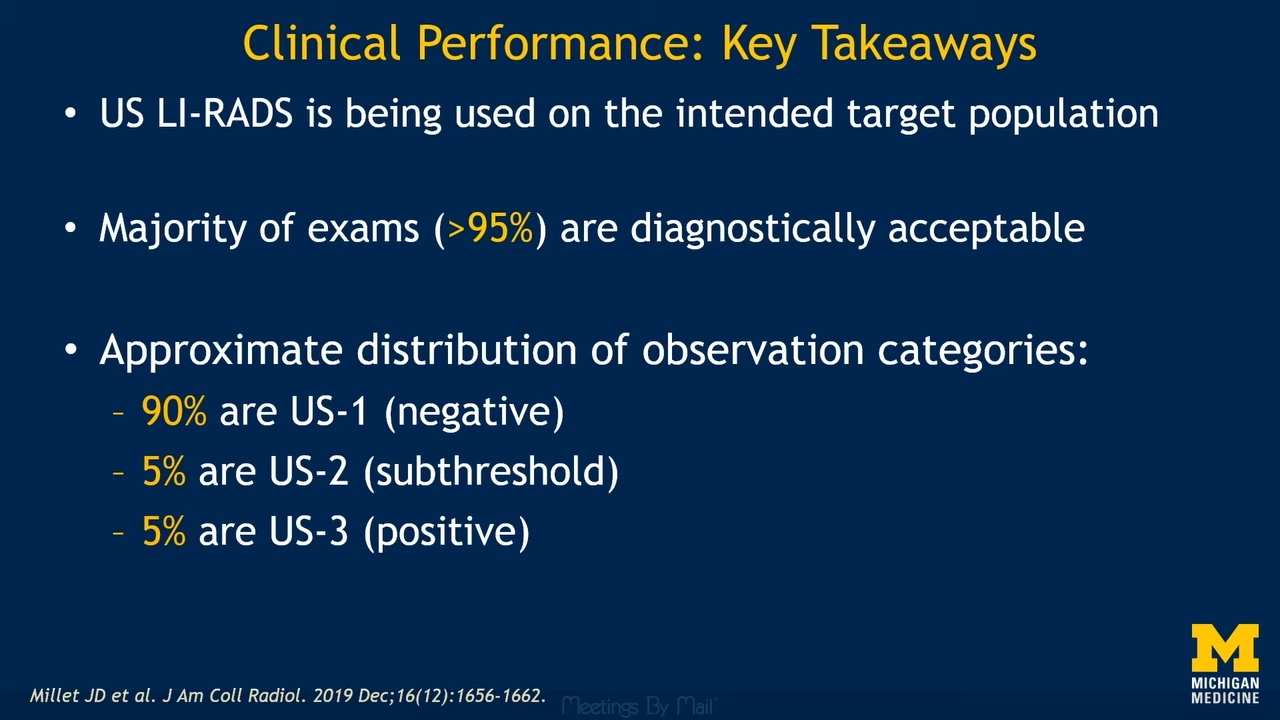 Clinical Performance: Key Takeaways
• US LI-RADS is being used on the intended target population
• Majority of exams (>95%) are diagnostically acceptable
• Approximate distribution of observation categories:
– 90% are US-1 (negative)
– 5% are US-2 (subthreshold)
– 5% are US-3 (positive)
M
MICHIGAN
MEDICINE
Millet JD et al. J Am Coll Radiol. 2019 Dec;16(12):1656-1662.
Meetings By Mail